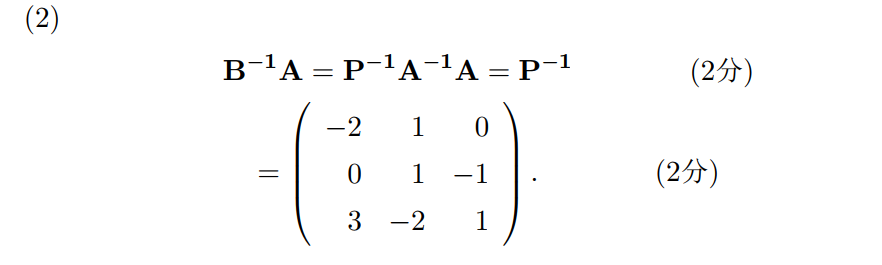 (2)
B⁻¹A = P⁻¹A⁻¹A = P⁻¹ (2分)
= ( −2 1 0
0 1 −1
3 −2 1 ) . (2分)